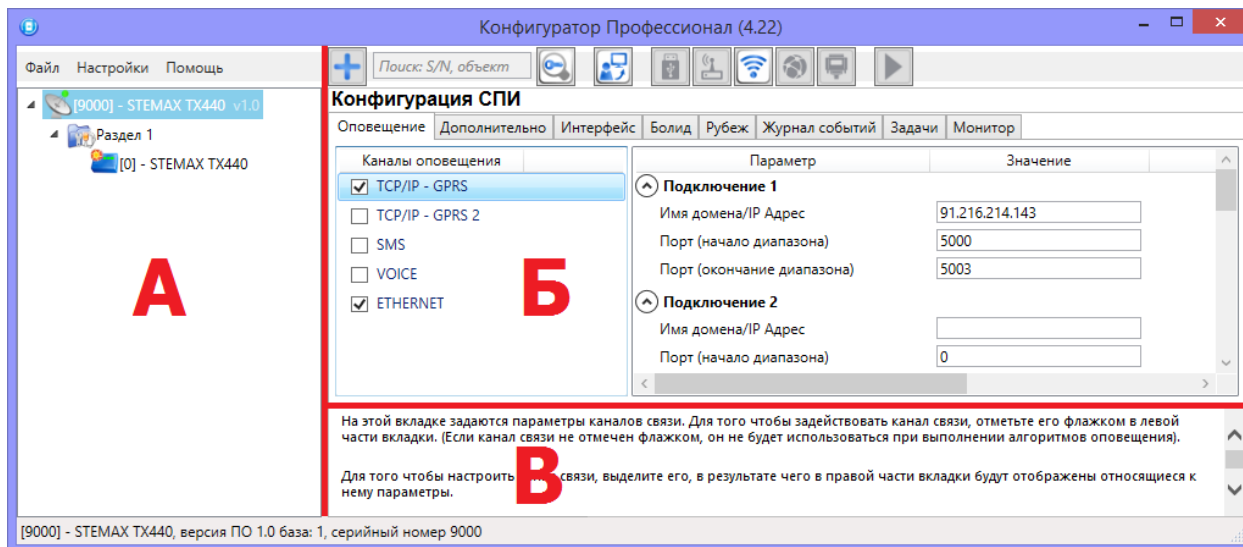 Конфигуратор Профессионал (4.22)
Файл Настройки Помощь
Поиск: S/N, объект
[9000] - STEMAX TX440 v1.0
Раздел 1
[0] - STEMAX TX440
А
Конфигурация СПИ
Оповещение Дополнительно Интерфейс Болид Рубеж Журнал событий Задачи Монитор
Каналы оповещения
TCP/IP - GPRS
TCP/IP - GPRS 2
SMS
VOICE
ETHERNET
Б
Параметр Значение
Подключение 1
Имя домена/IP Адрес 91.216.214.143
Порт (начало диапазона) 5000
Порт (окончание диапазона) 5003
Подключение 2
Имя домена/IP Адрес
Порт (начало диапазона) 0
На этой вкладке задаются параметры каналов связи. Для того чтобы задействовать канал связи, отметьте его флажком в левой
части вкладки. (Если канал связи не отмечен флажком, он не будет использоваться при выполнении алгоритмов оповещения).
Для того чтобы настроить связи, выделите его, в результате чего в правой части вкладки будут отображены относящиеся к
нему параметры.
В
[9000] - STEMAX TX440, версия ПО 1.0 база: 1, серийный номер 9000